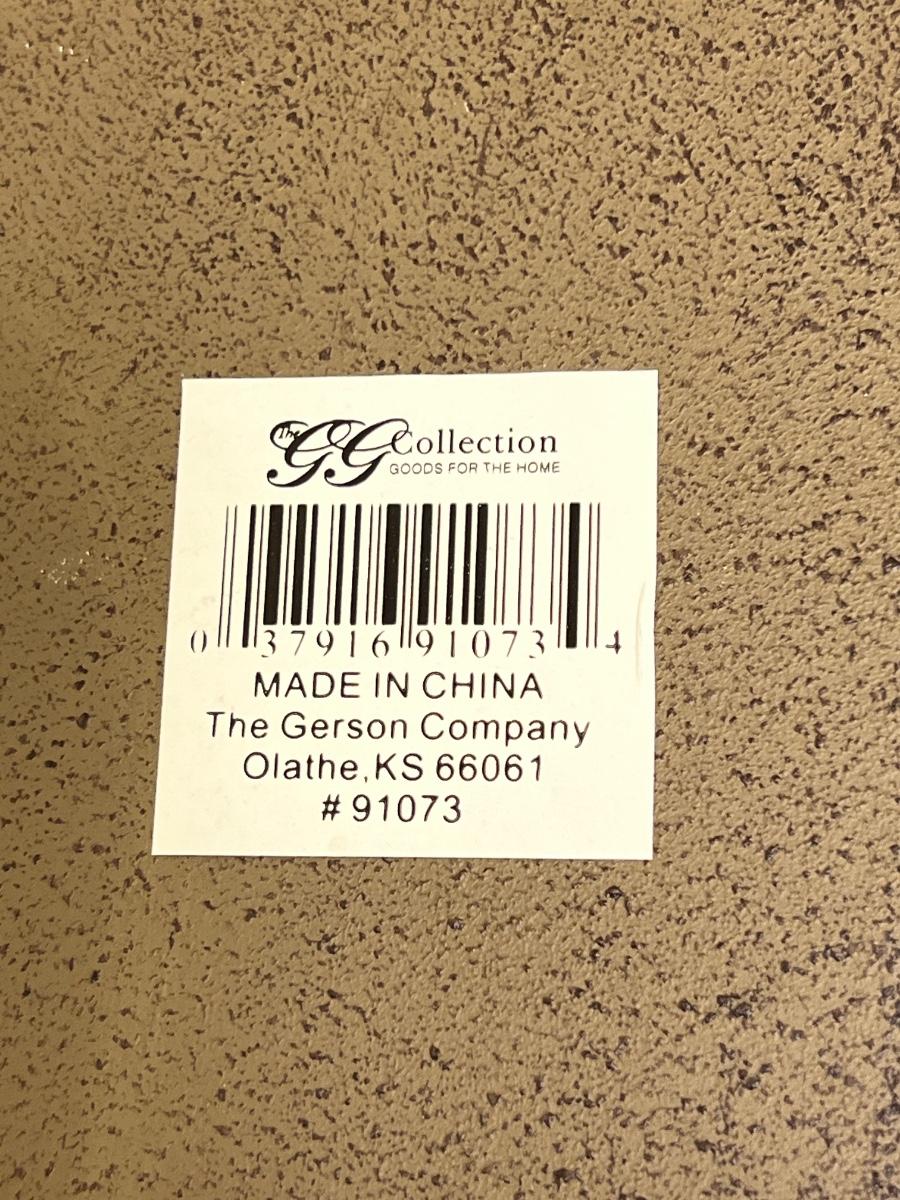 The GG Collection
GOODS FOR THE HOME
0 37916 91073 4
MADE IN CHINA
The Gerson Company
Olathe,KS 66061
# 91073